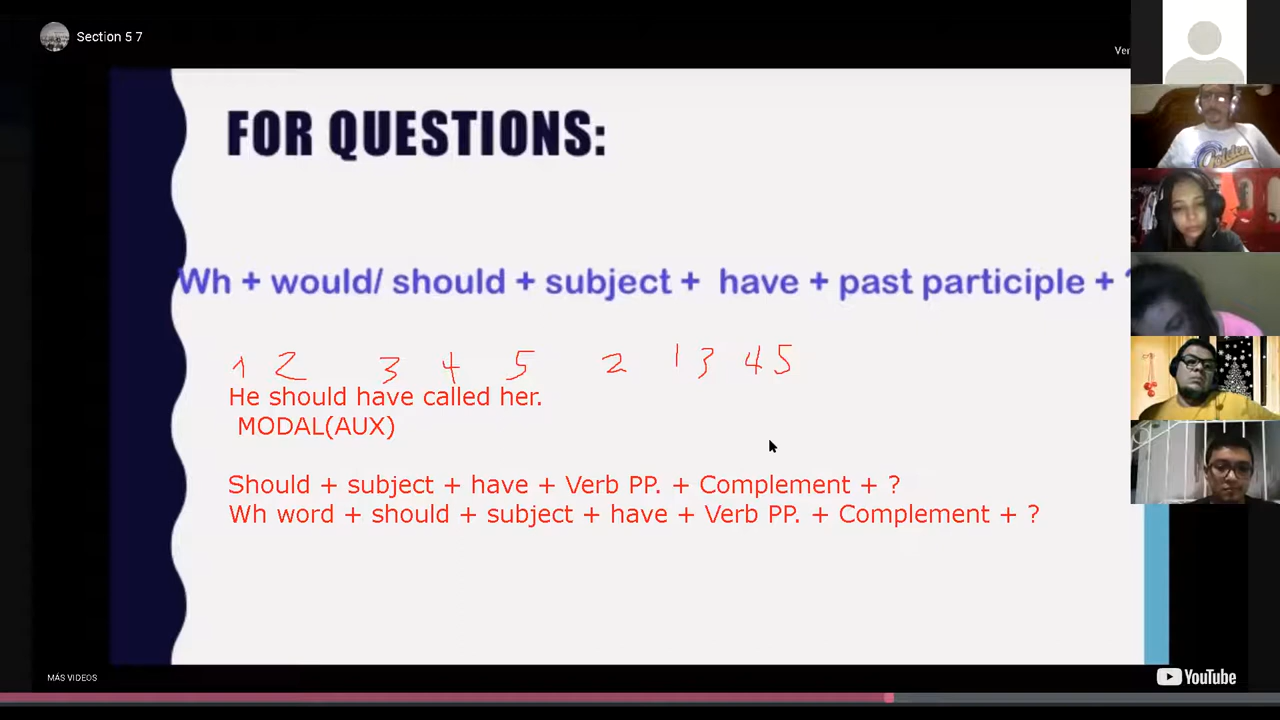 Section 5 7
Ver
FOR QUESTIONS:
Wh + would/ should + subject + have + past participle + ?
1 2 3 4 5 2 1 3 4 5
He should have called her.
MODAL(AUX)
Should + subject + have + Verb PP. + Complement + ?
Wh word + should + subject + have + Verb PP. + Complement + ?
MÁS VIDEOS
YouTube